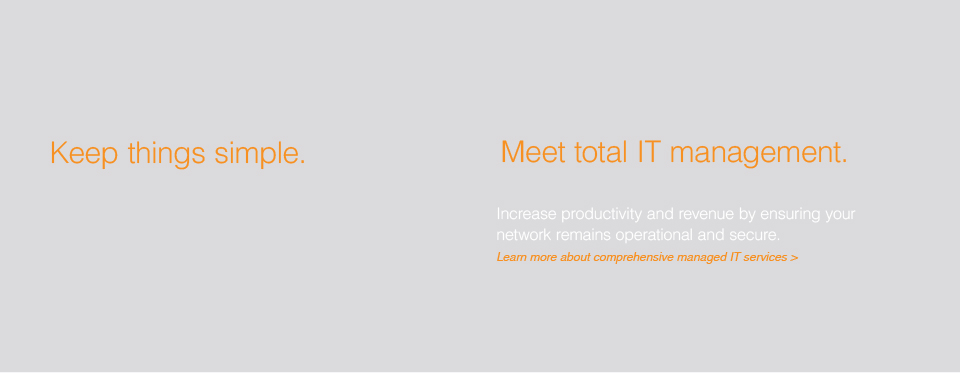 Keep things simple.
Meet total IT management.
Increase productivity and revenue by ensuring your
network remains operational and secure.
Learn more about comprehensive managed IT services >